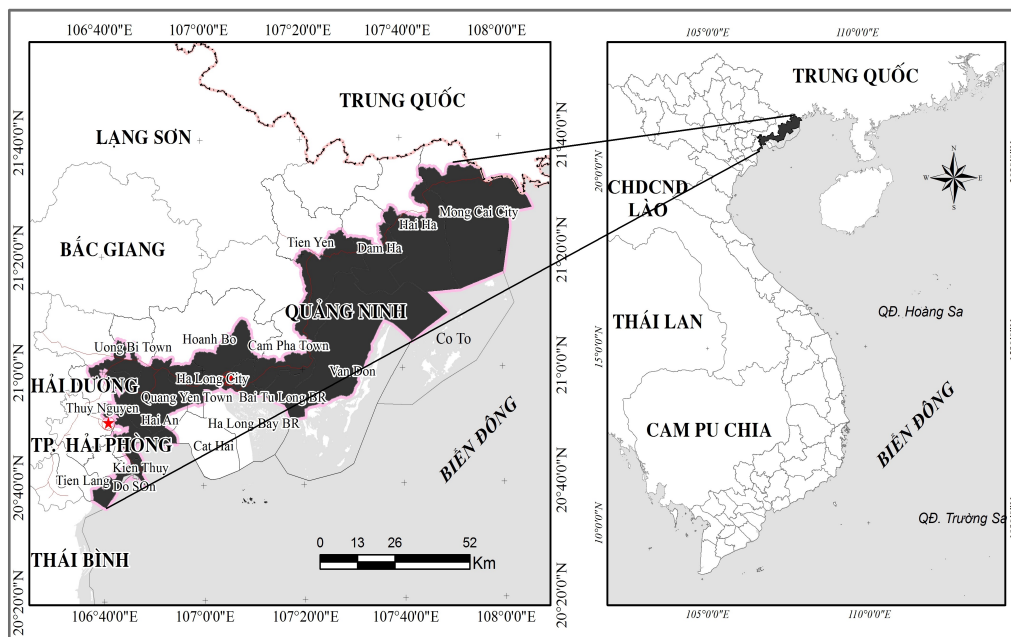 106°40'0"E 107°0'0"E 107°20'0"E 107°40'0"E 108°0'0"E
TRUNG QUỐC
LẠNG SƠN
21°40'0"N
21°40'0"N
Mong Cai City
Hai Ha
Tien Yen
Dam Ha
BẮC GIANG
21°20'0"N
21°20'0"N
QUẢNG NINH
Hoanh Bo
Uong Bi Town
Cam Pha Town
Co To
Van Don
21°0'0"N
21°0'0"N
HẢI DƯƠNG
Ha Long City
Quang Yen Town
Bai Tu Long BR
Thuy Nguyen
Hai An
Ha Long Bay BR
TP. HẢI PHÒNG
Cat Hai
BIỂN ĐÔNG
Kien Thuy
Tien Lang
Do SOn
20°40'0"N
20°40'0"N
THÁI BÌNH
0 13 26 52
Km
20°20'0"N
20°20'0"N
106°40'0"E 107°0'0"E 107°20'0"E 107°40'0"E 108°0'0"E
105°0'0"E 110°0'0"E
TRUNG QUỐC
20°0'0"N
N
W E
S
CHDCND
LÀO
QĐ. Hoàng Sa
THÁI LAN
15°0'0"N
CAM PU CHIA
BIỂN ĐÔNG
10°0'0"N
QĐ. Trường Sa
105°0'0"E 110°0'0"E